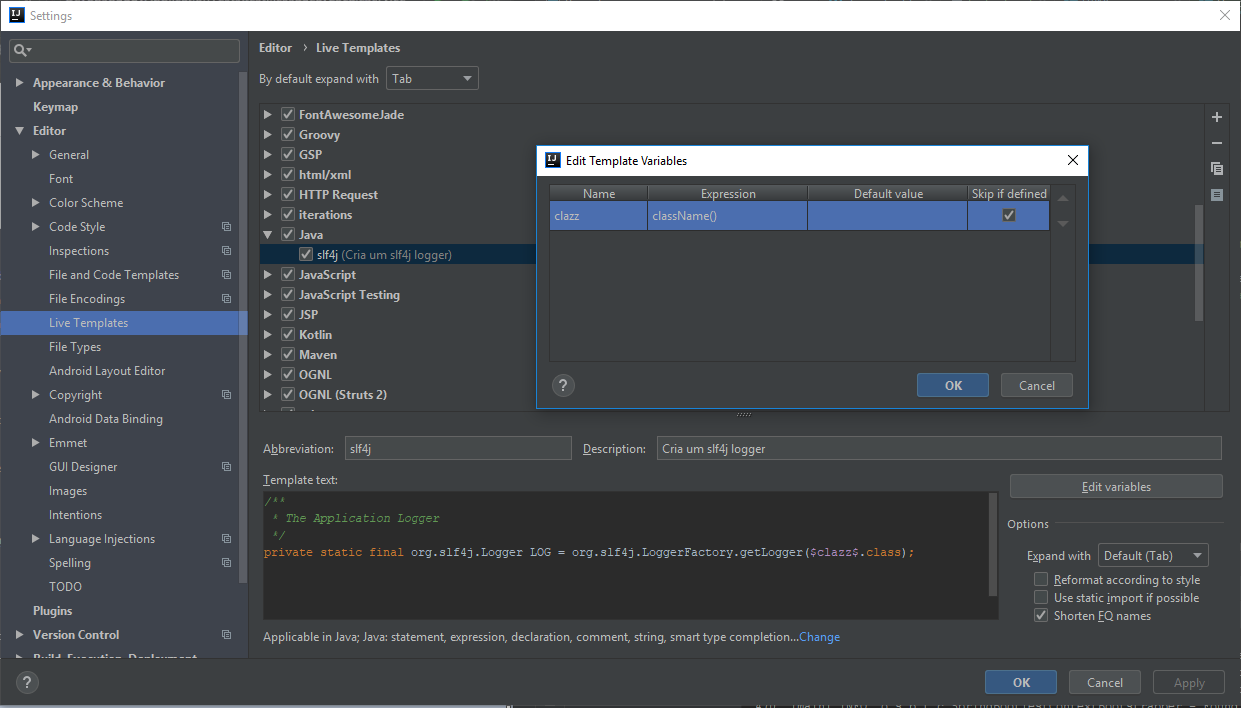 Settings
Appearance & Behavior
Keymap
Editor
General
Font
Color Scheme
Code Style
Inspections
File and Code Templates
File Encodings
Live Templates
File Types
Android Layout Editor
Copyright
Android Data Binding
Emmet
GUI Designer
Images
Intentions
Language Injections
Spelling
TODO
Plugins
Version Control
Build, Execution, Deployment
Editor › Live Templates
By default expand with Tab
FontAwesomeJade
Groovy
GSP
html/xml
HTTP Request
iterations
Java
slf4j (Cria um slf4j logger)
JavaScript
JavaScript Testing
JSP
Kotlin
Maven
OGNL
OGNL (Struts 2)
Edit Template Variables
Name Expression Default value Skip if defined
clazz className()
?
OK Cancel
Abbreviation: slf4j Description: Cria um slf4j logger
Template text:
/**
* The Application Logger
*/
private static final org.slf4j.Logger LOG = org.slf4j.LoggerFactory.getLogger($clazz$.class);
Edit variables
Options
Expand with Default (Tab)
Reformat according to style
Use static import if possible
Shorten FQ names
Applicable in Java; Java: statement, expression, declaration, comment, string, smart type completion...Change
?
OK Cancel Apply